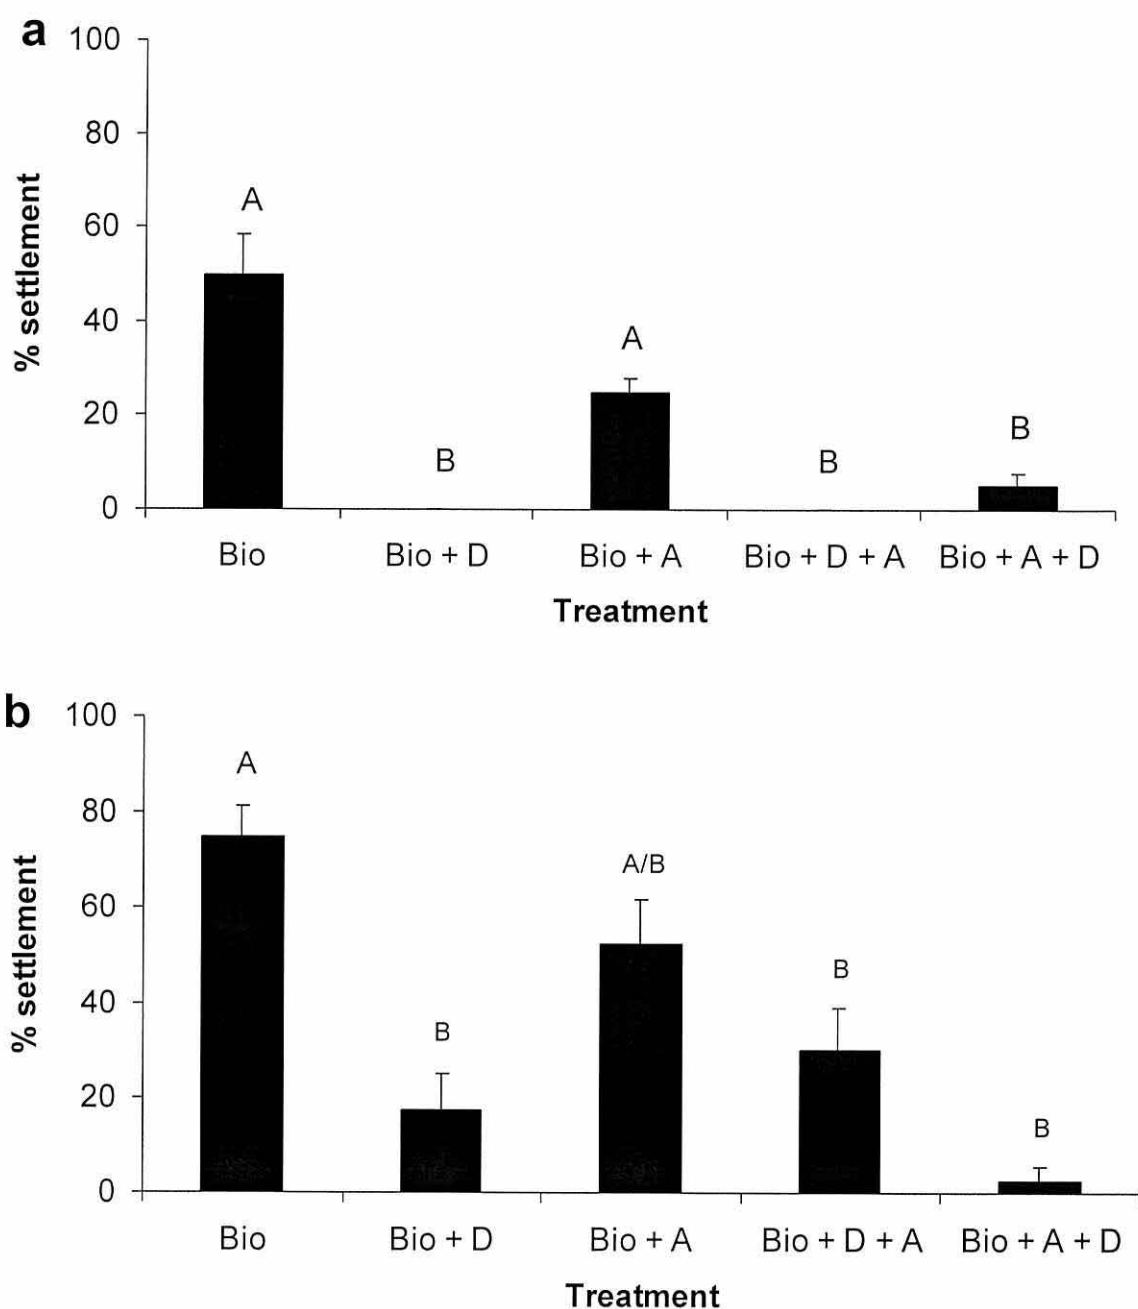 a
100
80
60
40
20
0
% settlement
A
B
A
B
B
Bio
Bio + D
Bio + A
Bio + D + A
Bio + A + D
Treatment
b
100
80
60
40
20
0
% settlement
A
B
A/B
B
B
Bio
Bio + D
Bio + A
Bio + D + A
Bio + A + D
Treatment